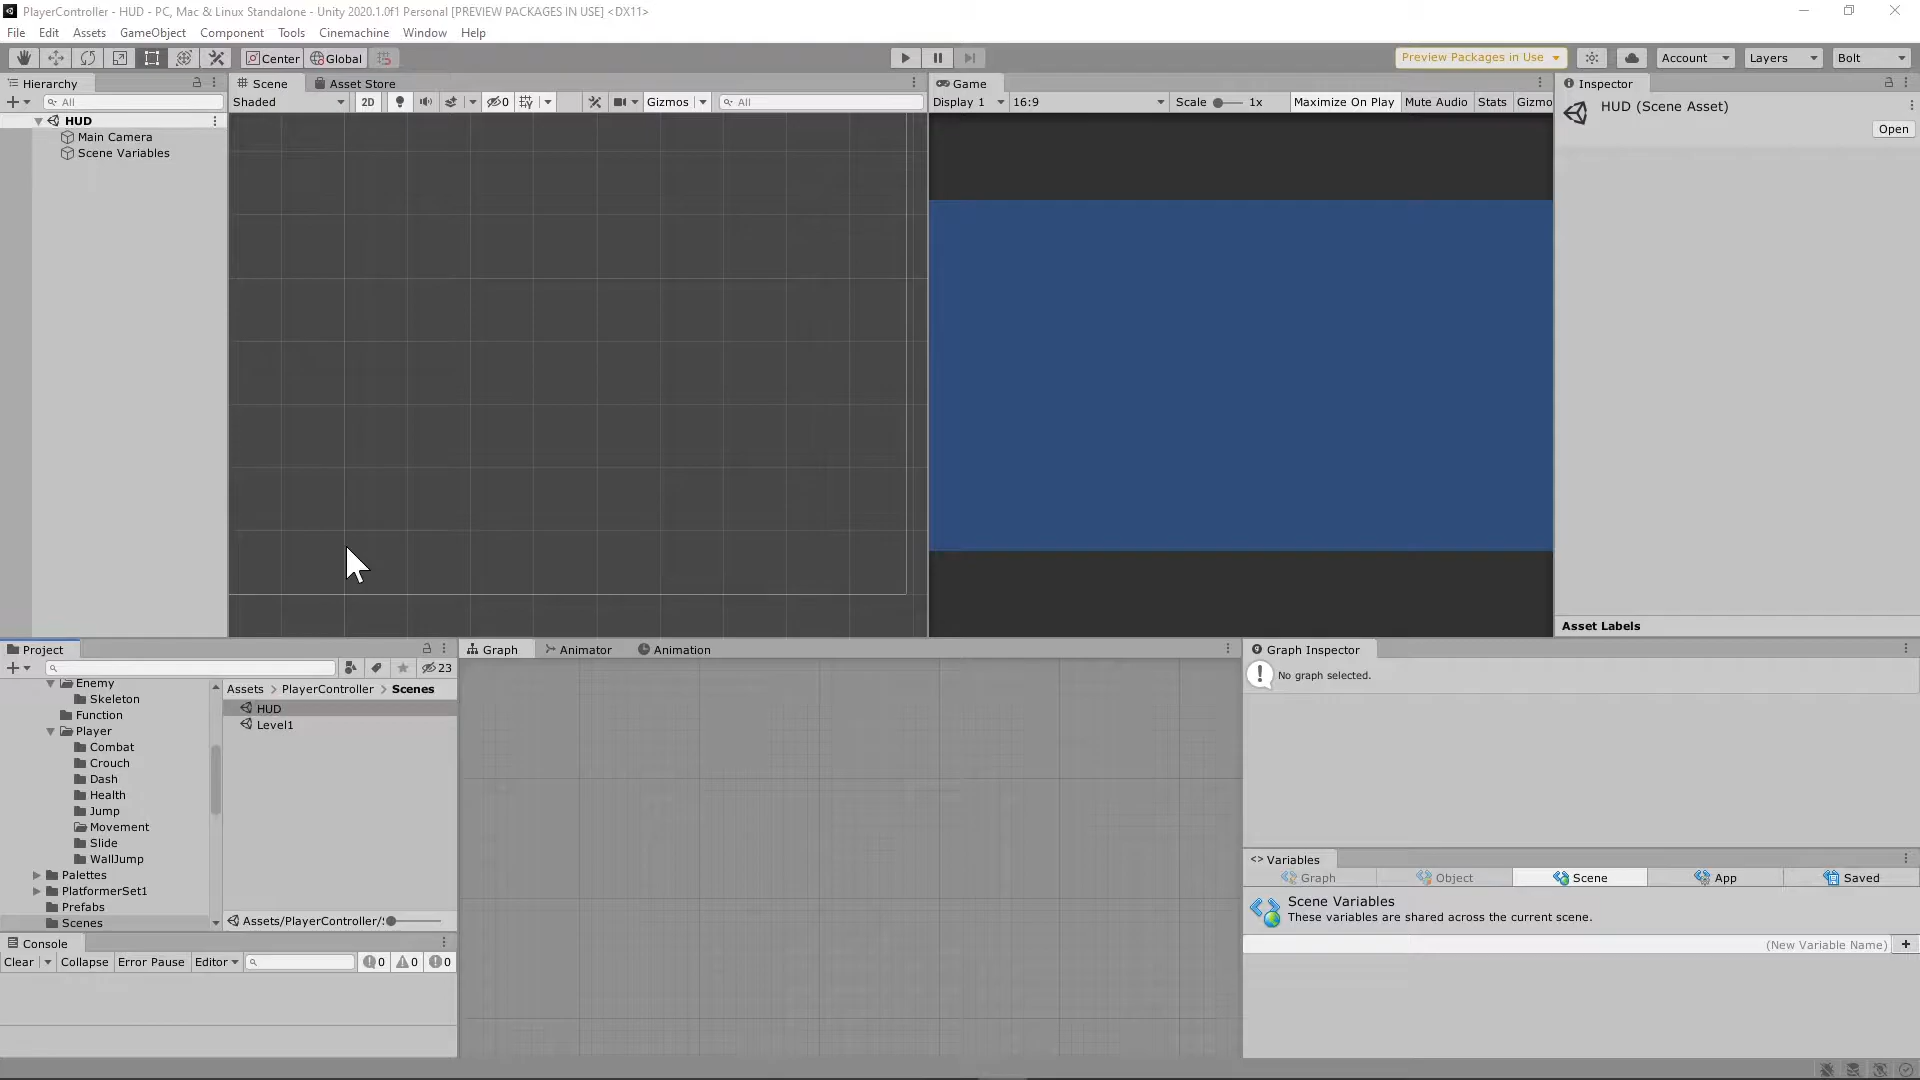 PlayerController - HUD - PC, Mac & Linux Standalone - Unity 2020.1.0f1 Personal [PREVIEW PACKAGES IN USE] <DX11>
File Edit Assets GameObject Component Tools Cinemachine Window Help
Center Global Preview Packages in Use Account Layers Bolt
Hierarchy
All
HUD
Main Camera
Scene Variables
Scene Asset Store
Shaded 2D 0 Gizmos All
Game
Display 1 16:9 Scale 1x Maximize On Play Mute Audio Stats Gizmo
Inspector
HUD (Scene Asset)
Open
Asset Labels
Project
23
Enemy
Skeleton
Function
Player
Combat
Crouch
Dash
Health
Jump
Movement
Slide
WallJump
Palettes
PlatformerSet1
Prefabs
Scenes
Assets > PlayerController > Scenes
HUD
Level1
Assets/PlayerController/
Console
Clear Collapse Error Pause Editor 0 0 0
Graph Animator Animation
Graph Inspector
No graph selected.
<> Variables
Graph Object Scene App Saved
Scene Variables
These variables are shared across the current scene.
(New Variable Name) +